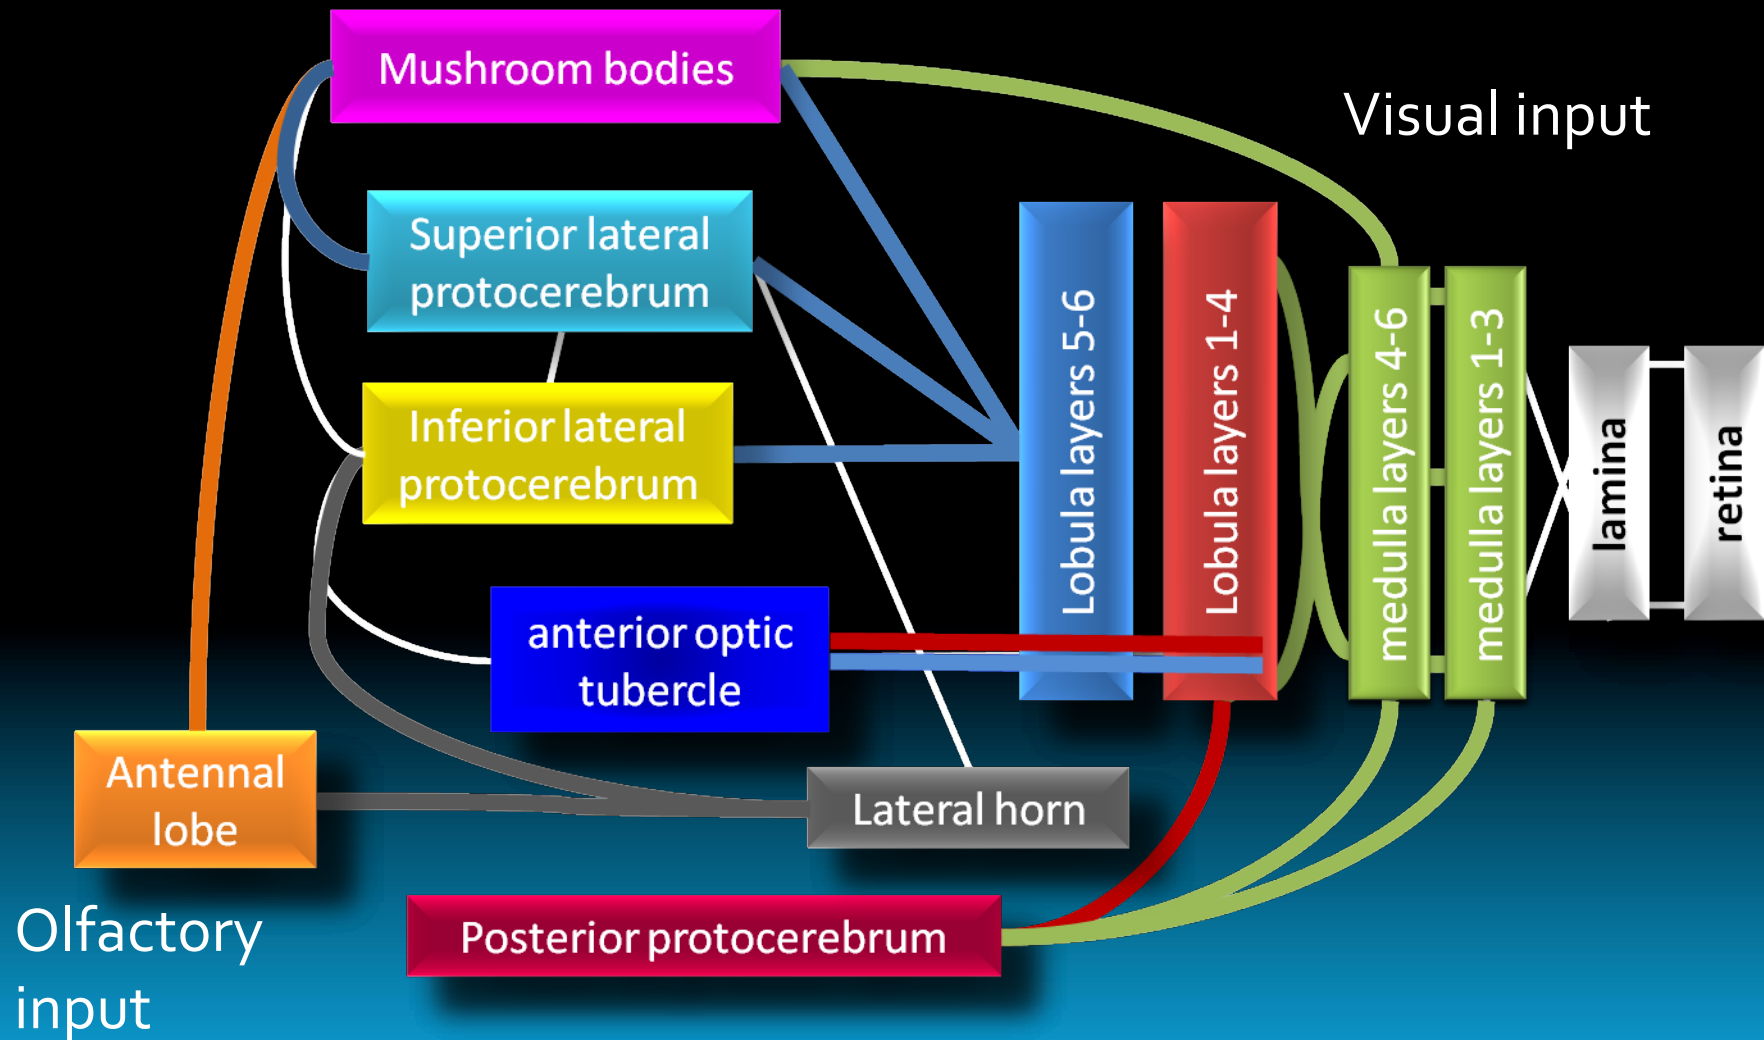 Mushroom bodies
Visual input
Superior lateral
protocerebrum
Inferior lateral
protocerebrum
anterior optic
tubercle
Lobula layers 5-6
Lobula layers 1-4
medulla layers 4-6
medulla layers 1-3
lamina
retina
Antennal
lobe
Lateral horn
Olfactory
input
Posterior protocerebrum